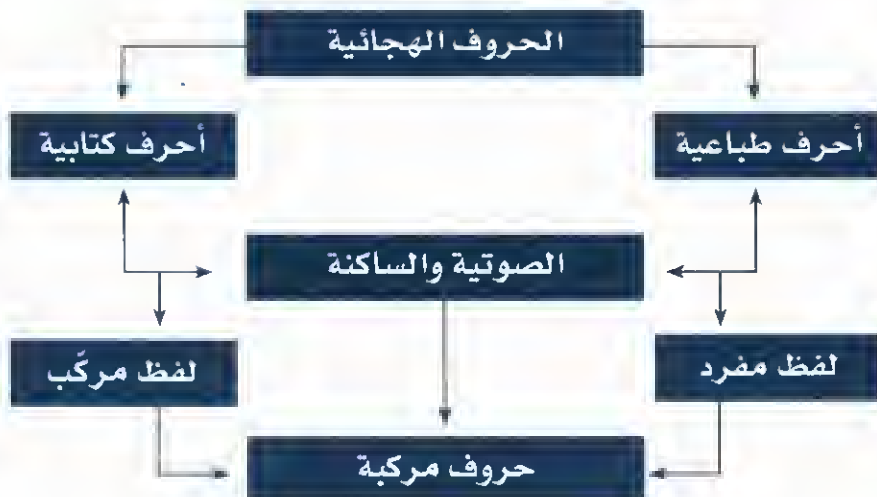 الحروف الهجائية
أحرف طباعية
أحرف كتابية
الصوتية والساكنة
لفظ مفرد
لفظ مركّب
حروف مركبة